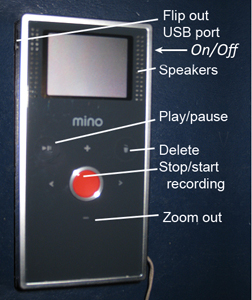 Flip out
USB port
On/Off
Speakers
mino
Play/pause
Delete
Stop/start
recording
Zoom out